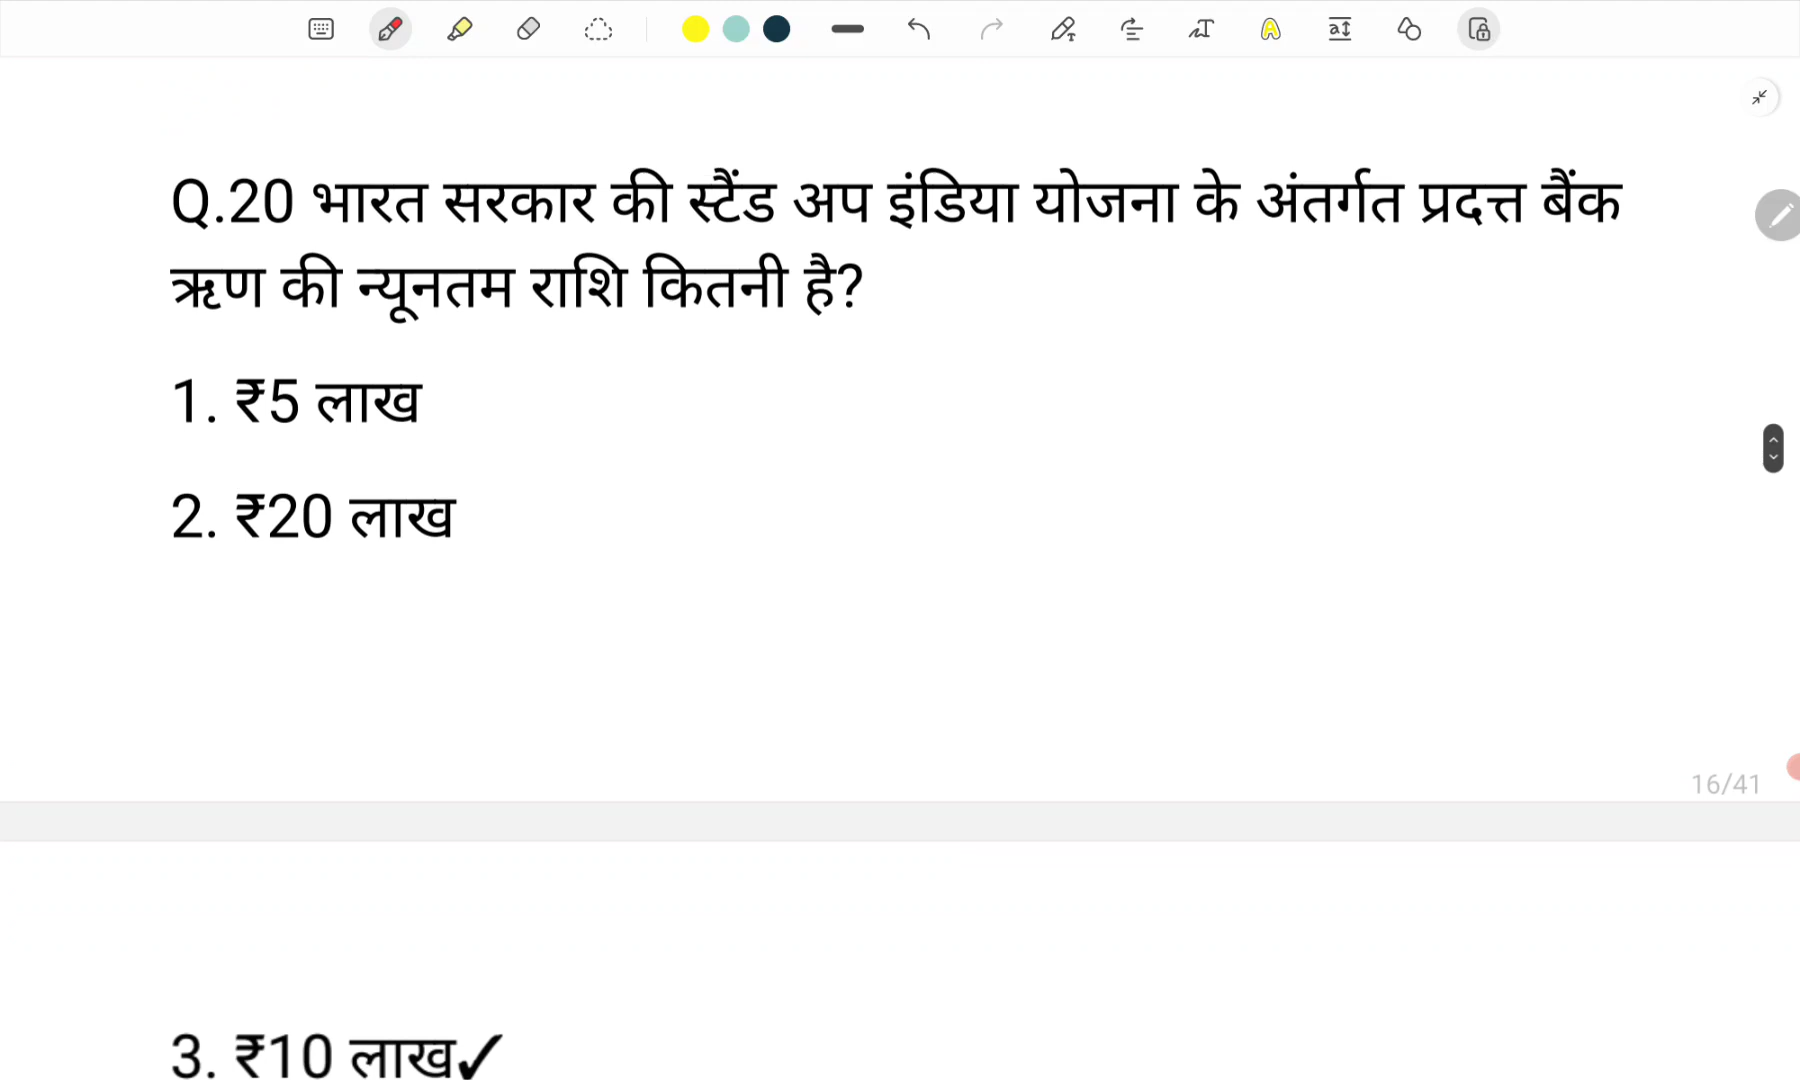 Q.20 भारत सरकार की स्टैंड अप इंडिया योजना के अंतर्गत प्रदत्त बैंक
ऋण की न्यूनतम राशि कितनी है?
1. ₹5 लाख
2. ₹20 लाख
16/41
3. ₹10 लाख✓